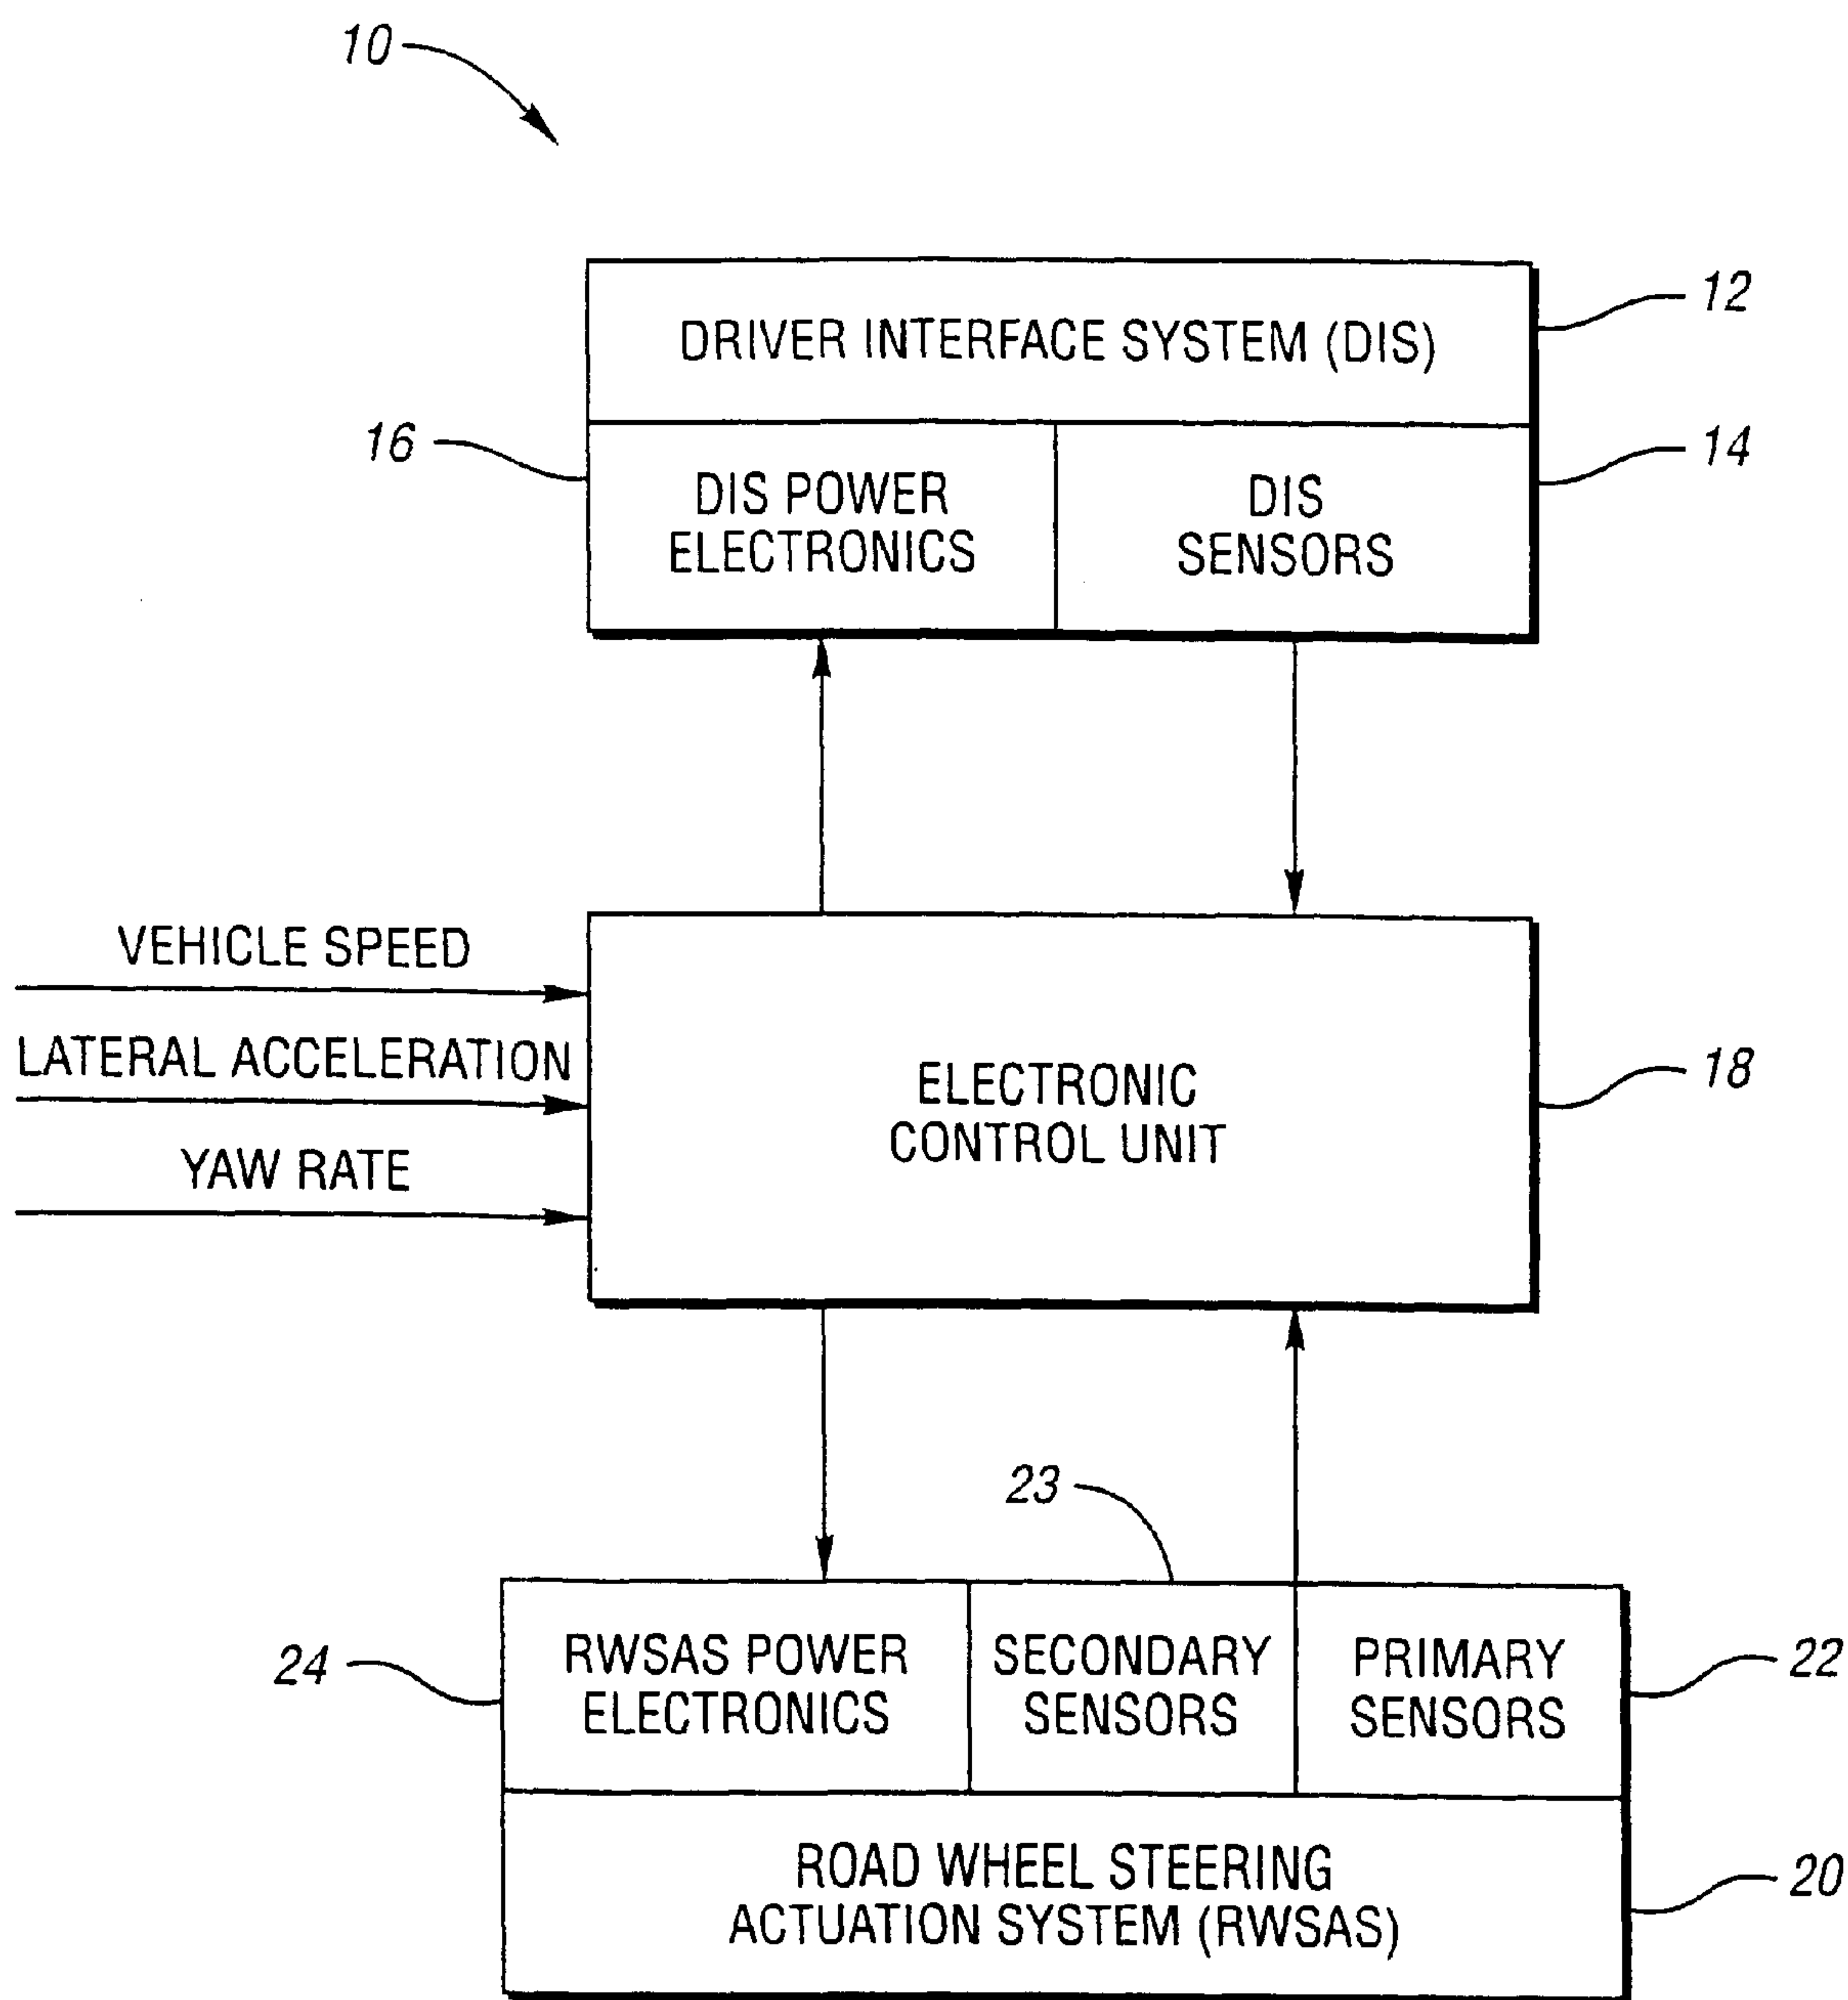 10
DRIVER INTERFACE SYSTEM (DIS)
12
16
DIS POWER
ELECTRONICS
DIS
SENSORS
14
VEHICLE SPEED
LATERAL ACCELERATION
YAW RATE
ELECTRONIC
CONTROL UNIT
18
23
24
RWSAS POWER
ELECTRONICS
SECONDARY
SENSORS
PRIMARY
SENSORS
22
ROAD WHEEL STEERING
ACTUATION SYSTEM (RWSAS)
20